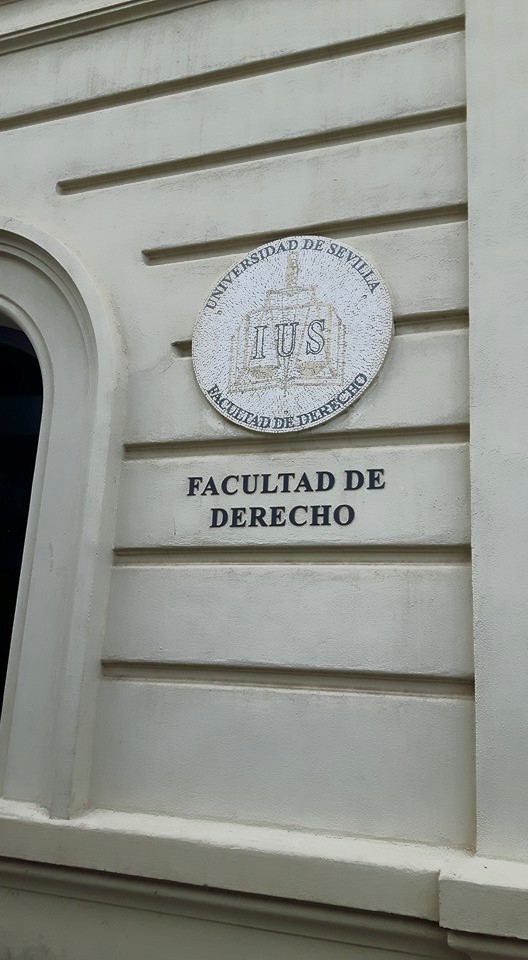 UNIVERSIDAD DE SEVILLA
IUS
FACULTAD DE DERECHO
FACULTAD DE
DERECHO